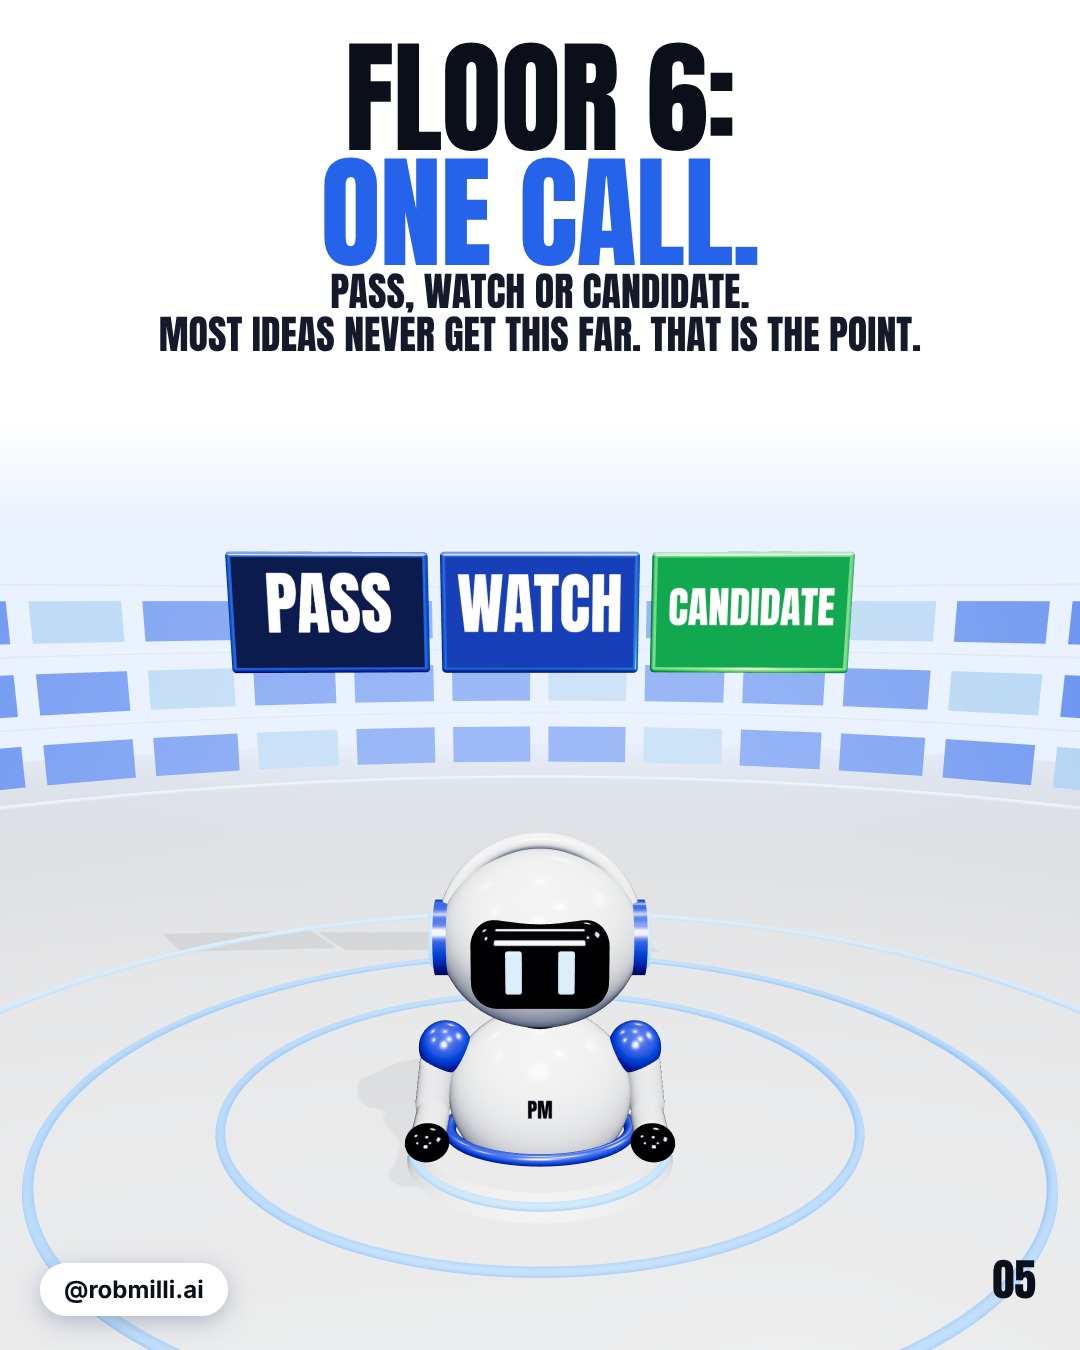 FLOOR 6:
ONE CALL.
PASS, WATCH OR CANDIDATE.
MOST IDEAS NEVER GET THIS FAR. THAT IS THE POINT.
PASS
WATCH
CANDIDATE
PM
@robmilli.ai
05